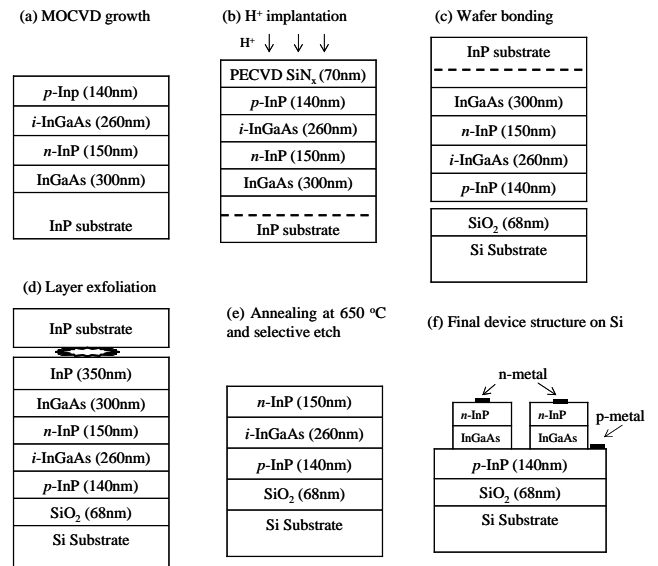 (a) MOCVD growth
p-Inp (140nm)
i-InGaAs (260nm)
n-InP (150nm)
InGaAs (300nm)
InP substrate
(b) H⁺ implantation
H⁺
PECVD SiNₓ (70nm)
p-InP (140nm)
i-InGaAs (260nm)
n-InP (150nm)
InGaAs (300nm)
InP substrate
(c) Wafer bonding
InP substrate
InGaAs (300nm)
n-InP (150nm)
i-InGaAs (260nm)
p-InP (140nm)
SiO₂ (68nm)
Si Substrate
(d) Layer exfoliation
InP substrate
InP (350nm)
InGaAs (300nm)
n-InP (150nm)
i-InGaAs (260nm)
p-InP (140nm)
SiO₂ (68nm)
Si Substrate
(e) Annealing at 650 °C
and selective etch
n-InP (150nm)
i-InGaAs (260nm)
p-InP (140nm)
SiO₂ (68nm)
Si Substrate
(f) Final device structure on Si
n-metal
p-metal
n-InP
n-InP
InGaAs
InGaAs
p-InP (140nm)
SiO₂ (68nm)
Si Substrate